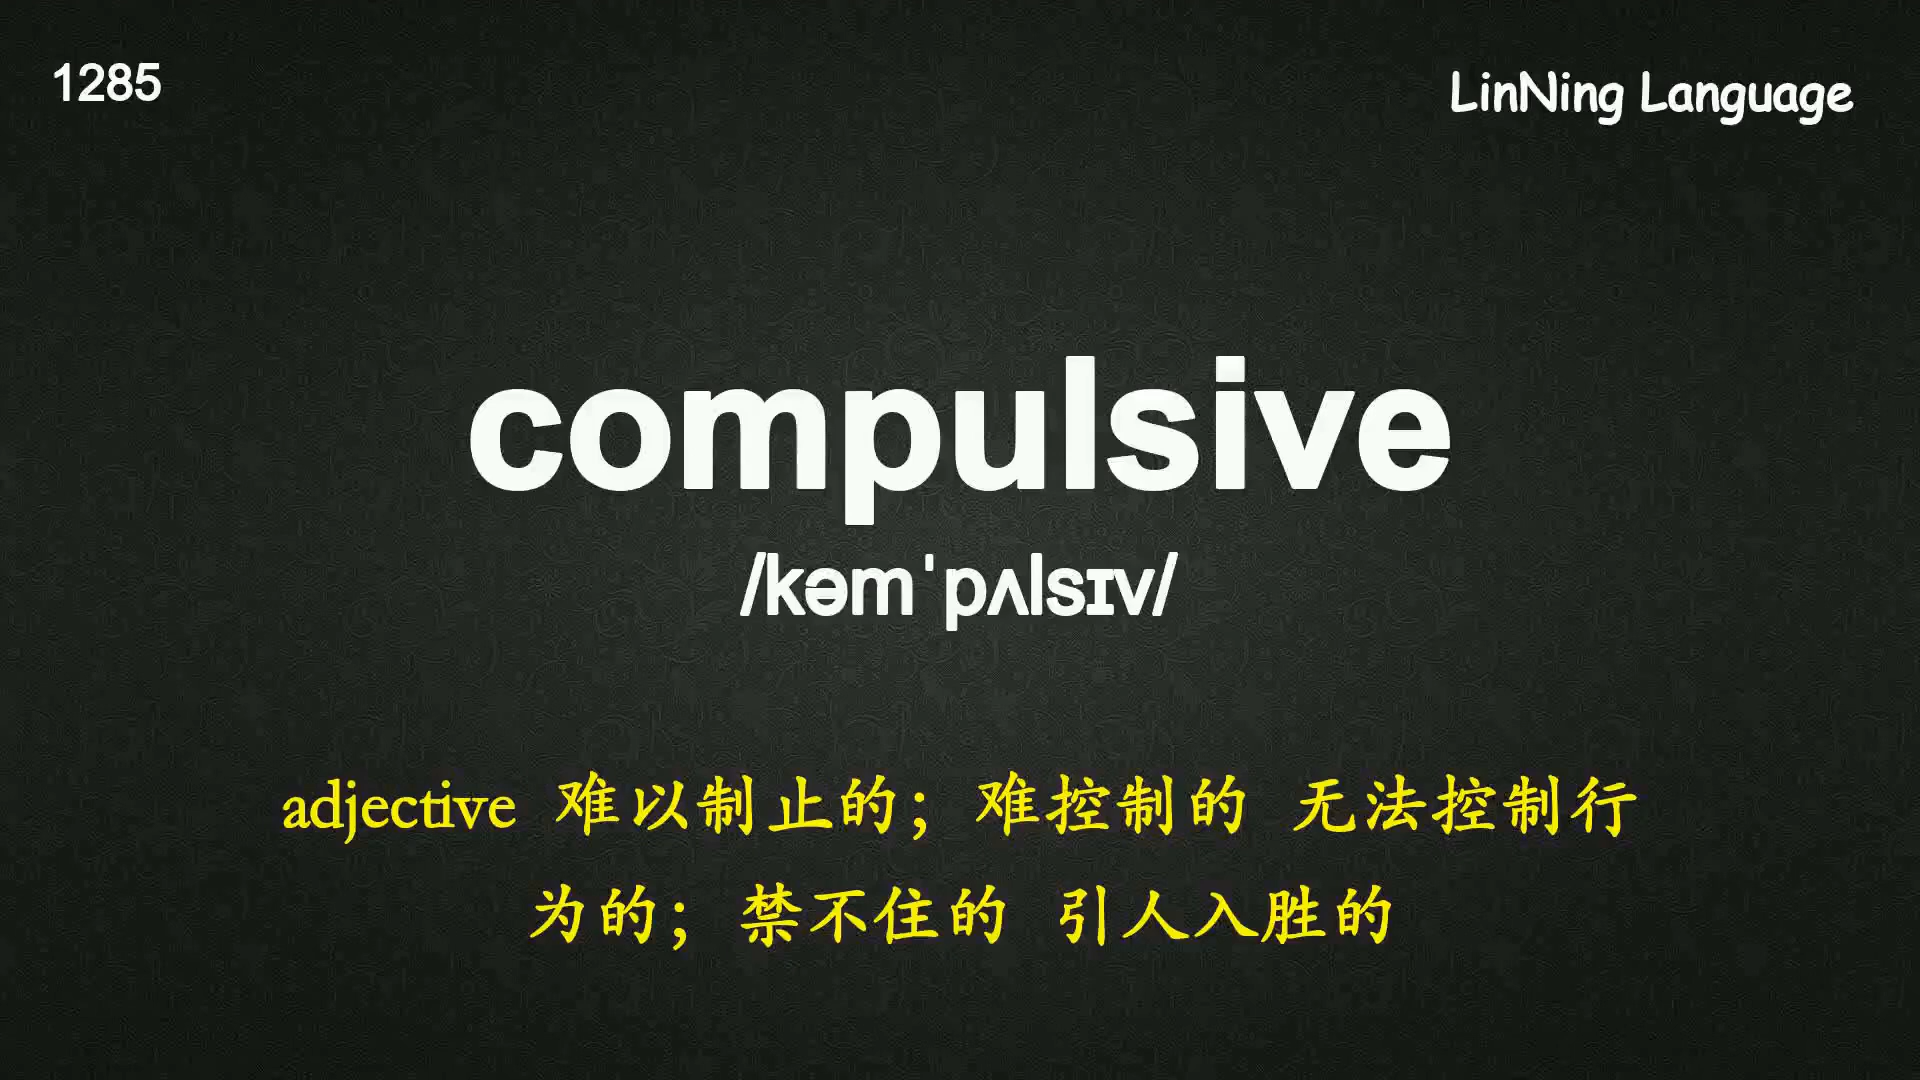 1285
LinNing Language
compulsive
/kəmˈpʌlsɪv/
adjective 难以制止的；难控制的 无法控制行
为的；禁不住的 引人入胜的